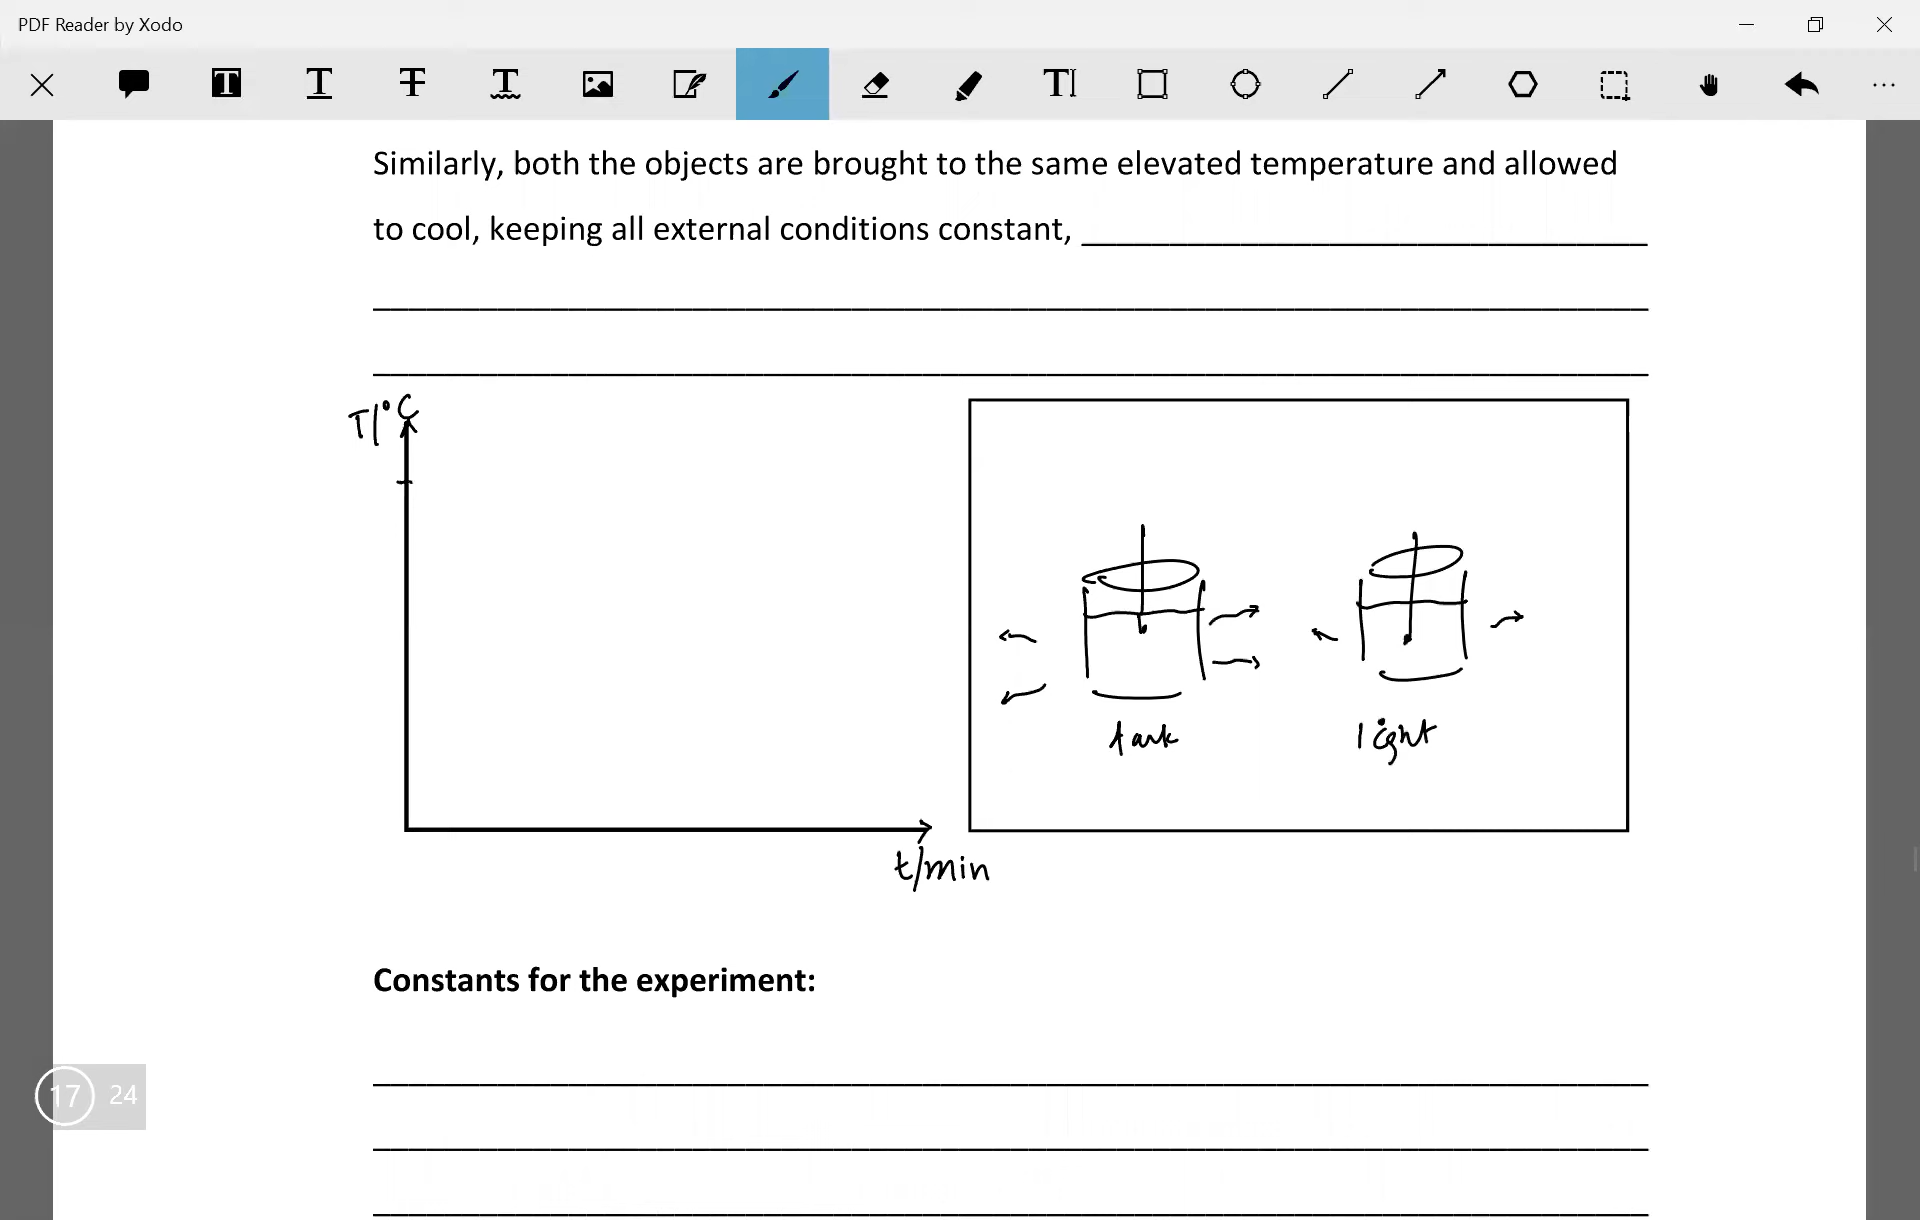 PDF Reader by Xodo
Similarly, both the objects are brought to the same elevated temperature and allowed
to cool, keeping all external conditions constant,
T/°C
dark
light
t/min
Constants for the experiment:
17 24